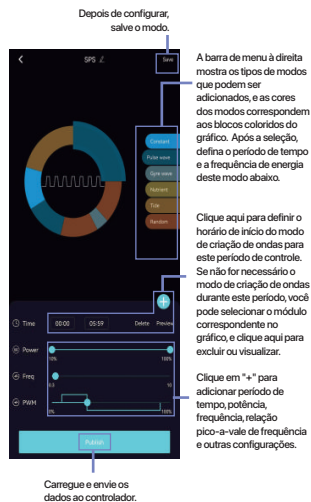 Depois de configurar,
salve o modo.
SPS
Save
Constant
Pulse wave
Gyre wave
Nutrient
Tide
Random
Time
00:00
05:59
Delete
Preview
Power
10%
100%
Freq
0.3
10
PWM
0%
100%
Publish
A barra de menu à direita
mostra os tipos de modos
que podem ser
adicionados, e as cores
dos modos correspondem
aos blocos coloridos do
gráfico. Após a seleção,
defina o período de tempo
e a frequência de energia
deste modo abaixo.
Clique aqui para definir o
horário de início do modo
de criação de ondas para
este período de controle.
Se não for necessário o
modo de criação de ondas
durante este período, você
pode selecionar o módulo
correspondente no
gráfico, e clique aqui para
excluir ou visualizar.
Clique em "+" para
adicionar período de
tempo, potência,
frequência, relação
pico-a-vale de frequência
e outras configurações.
Carregue e envie os
dados ao controlador.